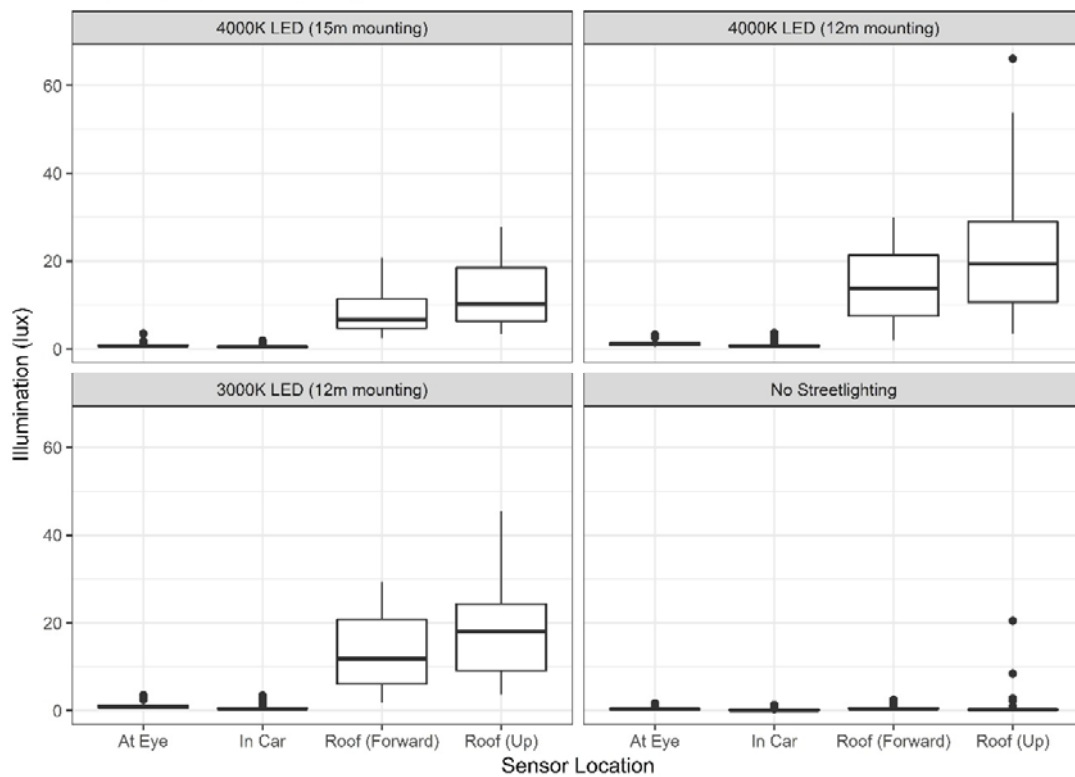 4000K LED (15m mounting)
4000K LED (12m mounting)
60
40
20
0
3000K LED (12m mounting)
No Streetlighting
60
40
20
0
Illumination (lux)
At Eye
In Car
Roof (Forward)
Roof (Up)
At Eye
In Car
Roof (Forward)
Roof (Up)
Sensor Location